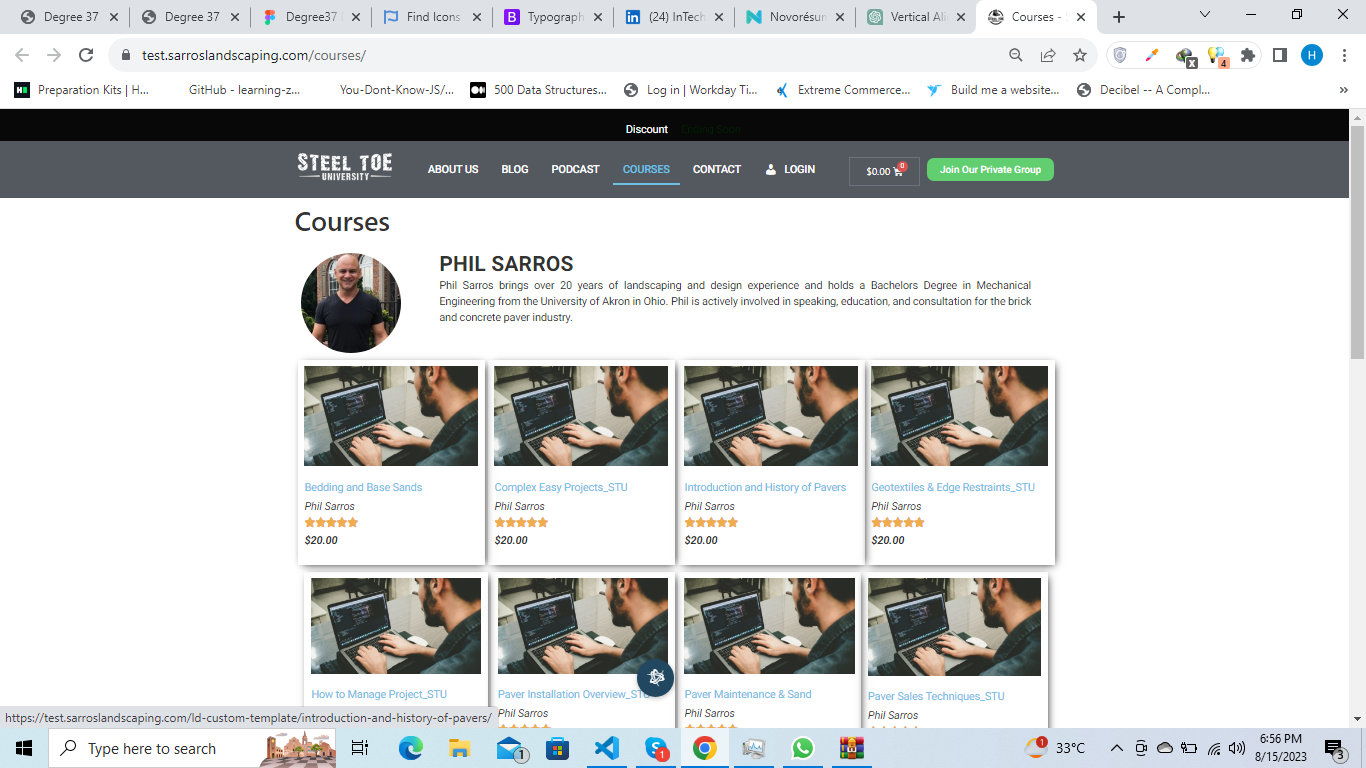 Degree 37
Degree 37
Degree37
Find Icons
Typograph
(24) InTech
Novorésum
Vertical Ali
Courses -
test.sarroslandscaping.com/courses/
4
H
Preparation Kits | H...
GitHub - learning-z...
You-Dont-Know-JS/...
500 Data Structures...
Log in | Workday Ti...
Extreme Commerce...
Build me a website...
Decibel -- A Compl...
»
Discount Ending Soon
STEEL TOE
UNIVERSITY
ABOUT US
BLOG
PODCAST
COURSES
CONTACT
LOGIN
$0.00
0
Join Our Private Group
Courses
PHIL SARROS
Phil Sarros brings over 20 years of landscaping and design experience and holds a Bachelors Degree in Mechanical
Engineering from the University of Akron in Ohio. Phil is actively involved in speaking, education, and consultation for the brick
and concrete paver industry.
Bedding and Base Sands
Phil Sarros
$20.00
Complex Easy Projects_STU
Phil Sarros
$20.00
Introduction and History of Pavers
Phil Sarros
$20.00
Geotextiles & Edge Restraints_STU
Phil Sarros
$20.00
How to Manage Project_STU
Paver Installation Overview_STU
Phil Sarros
Paver Maintenance & Sand
Phil Sarros
Paver Sales Techniques_STU
Phil Sarros
https://test.sarroslandscaping.com/ld-custom-template/introduction-and-history-of-pavers/
Type here to search
1
1
1
33°C
6:56 PM
8/15/2023
3